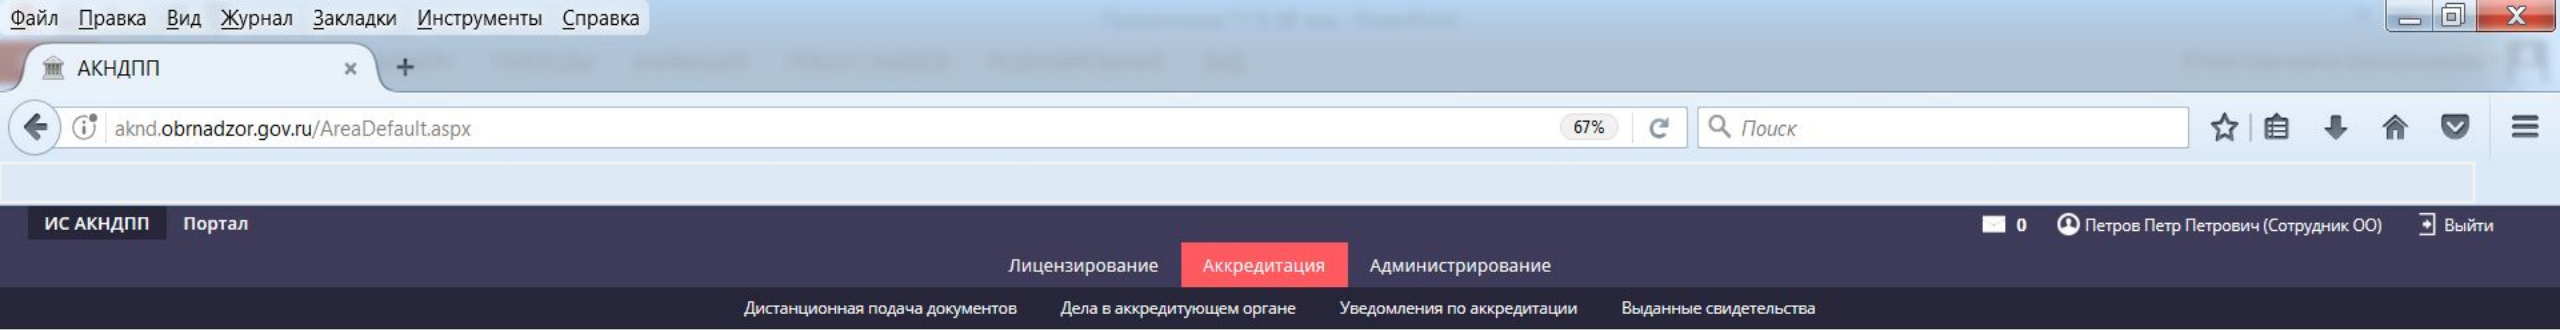 Файл Правка Вид Журнал Закладки Инструменты Справка
АКНДПП
aknd.obrnadzor.gov.ru/AreaDefault.aspx 67% Поиск
ИС АКНДПП Портал 0 Петров Петр Петрович (Сотрудник ОО) Выйти
Лицензирование Аккредитация Администрирование
Дистанционная подача документов Дела в аккредитующем органе Уведомления по аккредитации Выданные свидетельства